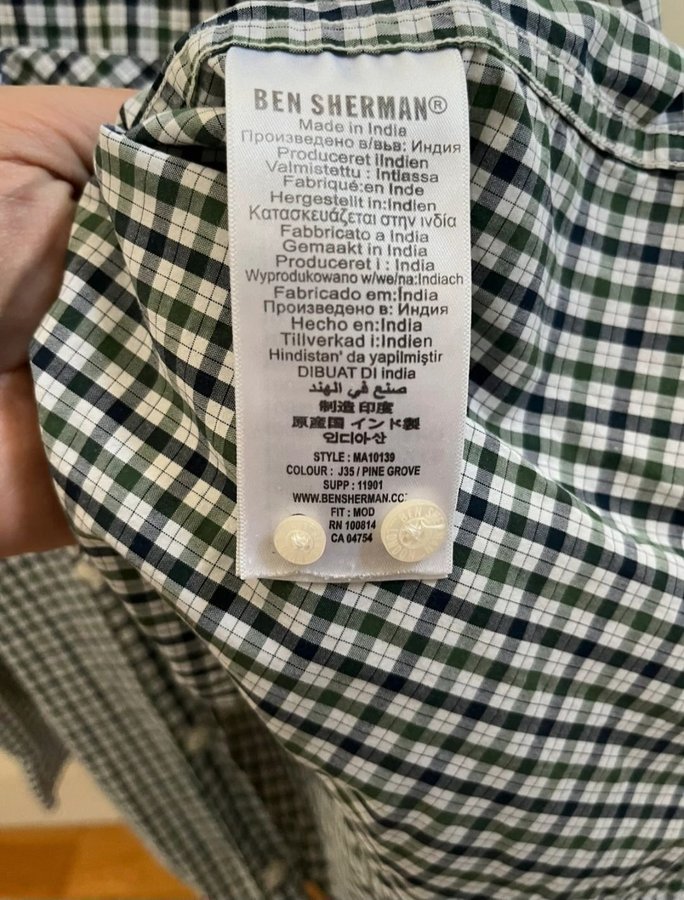 BEN SHERMAN®
Made in India
Произведено в/вьв: Индия
Produceret iIndien
Valmistettu : Intiassa
Fabriqué:en Inde
Hergestellt in:Indien
Κατασκευάζεται στην ινδία
Fabbricato a India
Gemaakt in India
Produceret i : India
Wyprodukowano w/we/na:Indiach
Fabricado em:Índia
Произведено в: Индия
Hecho en:India
Tillverkad i:Indien
Hindistan' da yapilmiştir
DIBUAT DI india
صنع في الهند
制造 印度
原産国 インド製
인디아산
STYLE : MA10139
COLOUR : J35 / PINE GROVE
SUPP : 11901
WWW.BENSHERMAN.CO
FIT : MOD
RN 100814
CA 04754
BEN SHERMAN